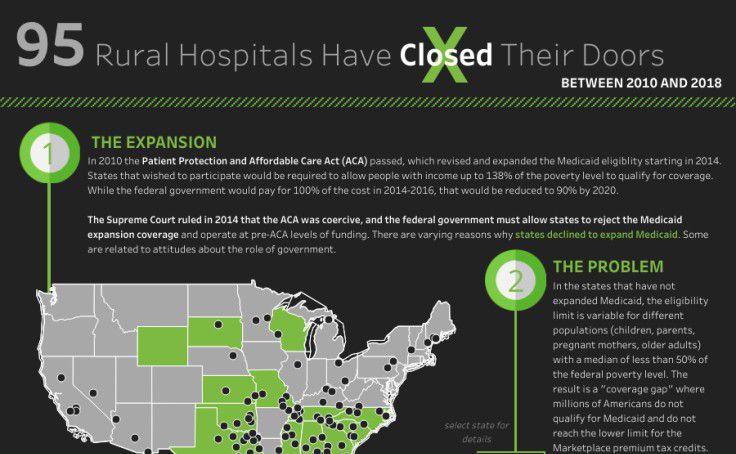 95 Rural Hospitals Have Closed Their Doors
X
BETWEEN 2010 AND 2018
1
THE EXPANSION
In 2010 the Patient Protection and Affordable Care Act (ACA) passed, which revised and expanded the Medicaid eligiblity starting in 2014.
States that wished to participate would be required to allow people with income up to 138% of the poverty level to qualify for coverage.
While the federal government would pay for 100% of the cost in 2014-2016, that would be reduced to 90% by 2020.
The Supreme Court ruled in 2014 that the ACA was coercive, and the federal government must allow states to reject the Medicaid
expansion coverage and operate at pre-ACA levels of funding. There are varying reasons why states declined to expand Medicaid. Some
are related to attitudes about the role of government.
2
THE PROBLEM
In the states that have not
expanded Medicaid, the eligibility
limit is variable for different
populations (children, parents,
pregnant mothers, older adults)
with a median of less than 50% of
the federal poverty level. The
result is a "coverage gap" where
millions of Americans do not
qualify for Medicaid and do not
reach the lower limit for the
Marketplace premium tax credits.
select state for
details